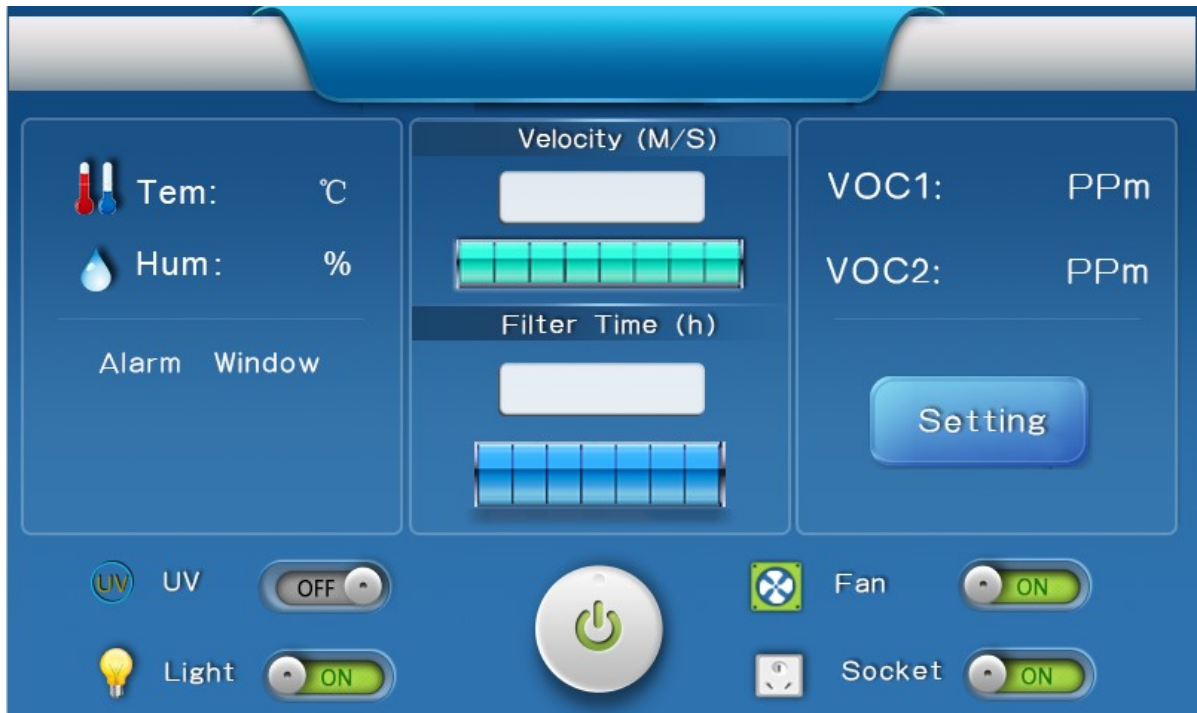 Velocity (M/S)
Tem: ℃
Hum: %
Alarm Window
Filter Time (h)
VOC1: PPm
VOC2: PPm
Setting
UV UV OFF
Light ON
Fan ON
Socket ON